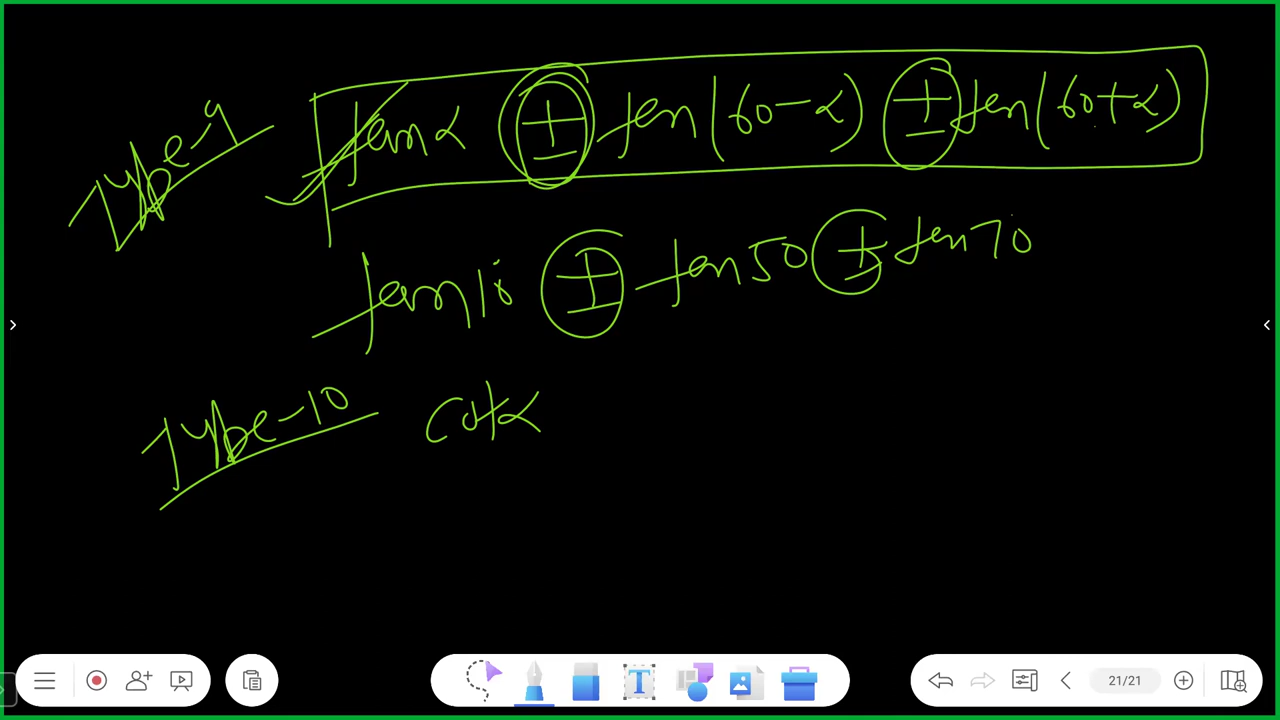 Type-9 tanα ± tan(60-α) ± tan(60+α)
tan10 ± tan50 ± tan70
Type-10 cotα
T
21/21